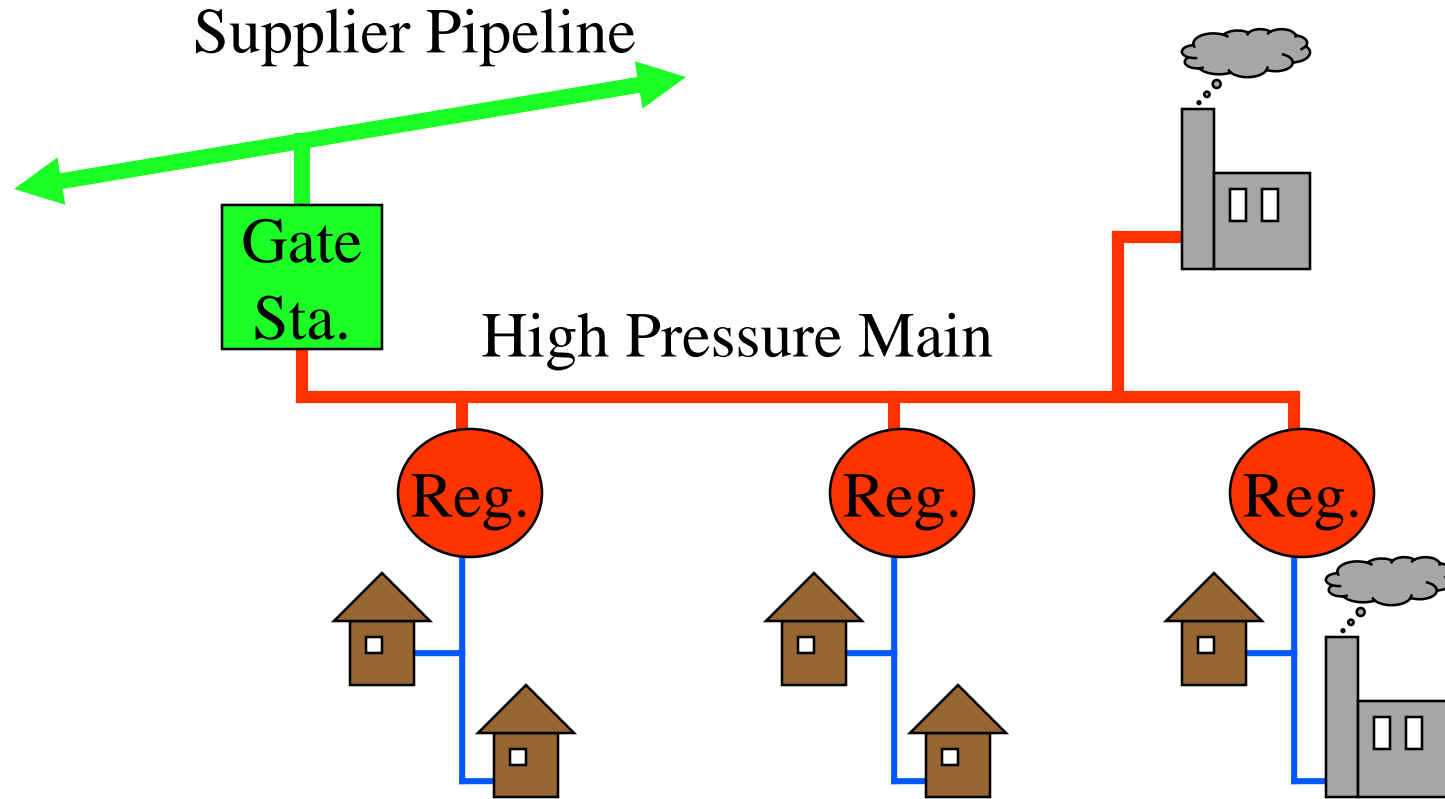 Supplier Pipeline
Gate
Sta.
High Pressure Main
Reg.
Reg.
Reg.